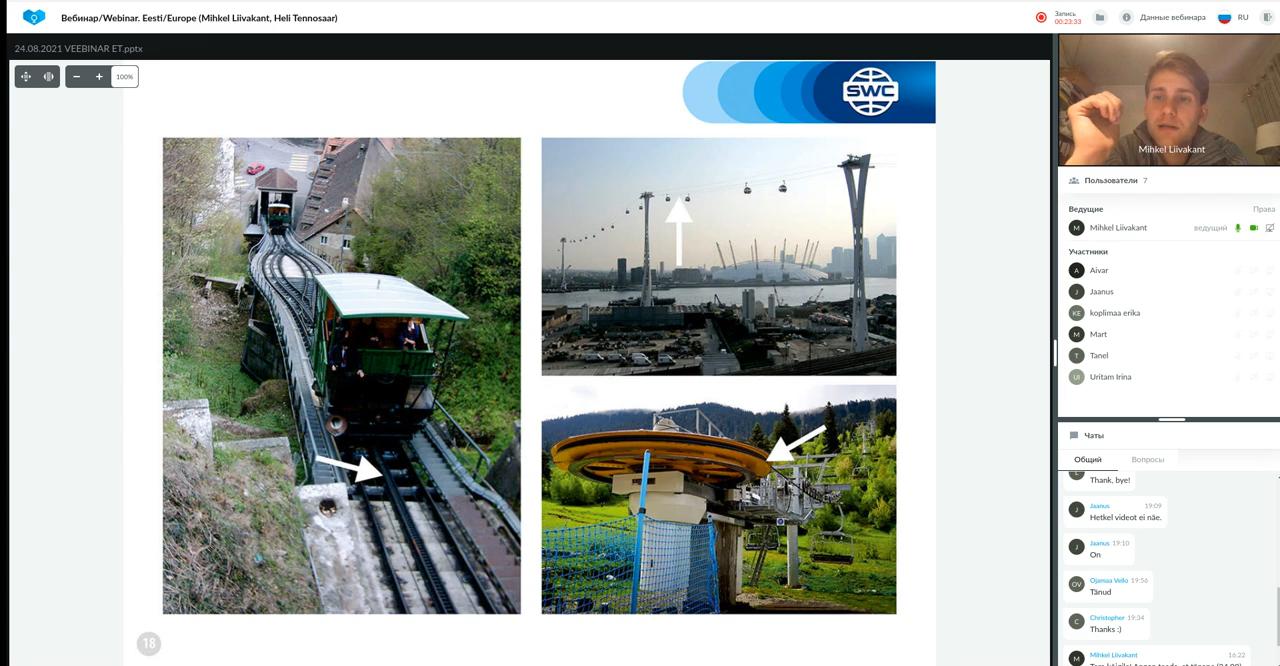 Вебинар/Webinar. Eesti/Europe (Mihkel Liivakant, Heli Tennosaar)
Запись
00:23:33
Данные вебинара
RU
24.08.2021 VEEBINAR ET.pptx
100%
SWC
18
Mihkel Liivakant
Пользователи 7
Ведущие Права
M Mihkel Liivakant ведущий
Участники
A Aivar
J Jaanus
KE koplimaa erika
M Mart
T Tanel
UI Uritam Irina
Чаты
Общий Вопросы
Thank, bye!
J Jaanus 19:09
Hetkel videot ei näe.
J Jaanus 19:10
On
OV Ojamaa Vello 19:56
Tänud
C Christopher 19:34
Thanks :)
M Mihkel Liivakant 16:22